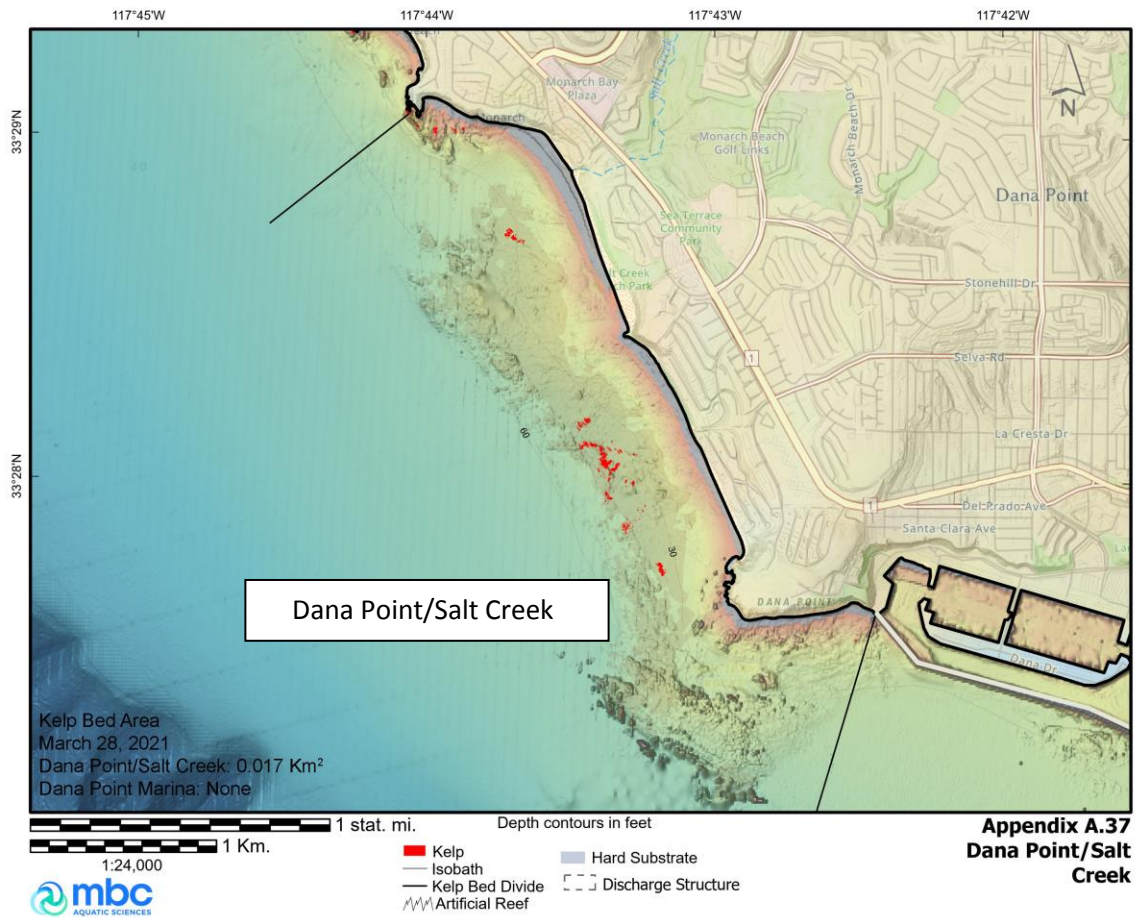 117°45'W
117°44'W
117°43'W
117°42'W
33°29'N
33°28'N
Monarch Bay
Plaza
Monarch
Monarch Beach
Golf Links
Monarch Beach Dr
Salt Creek
Dana Point
N
Sea Terrace
Community
Park
lt Creek
ch Park
Stonehill Dr
1
Selva Rd
La Cresta Dr
60
1
Del Prado Ave
Santa Clara Ave
La
30
DANA POINT
Dana Dr
Dana Point/Salt Creek
Kelp Bed Area
March 28, 2021
Dana Point/Salt Creek: 0.017 Km²
Dana Point Marina: None
1 stat. mi.
1 Km.
1:24,000
mbc
AQUATIC SCIENCES
Depth contours in feet
Kelp
Isobath
Kelp Bed Divide
Artificial Reef
Hard Substrate
Discharge Structure
Appendix A.37
Dana Point/Salt
Creek